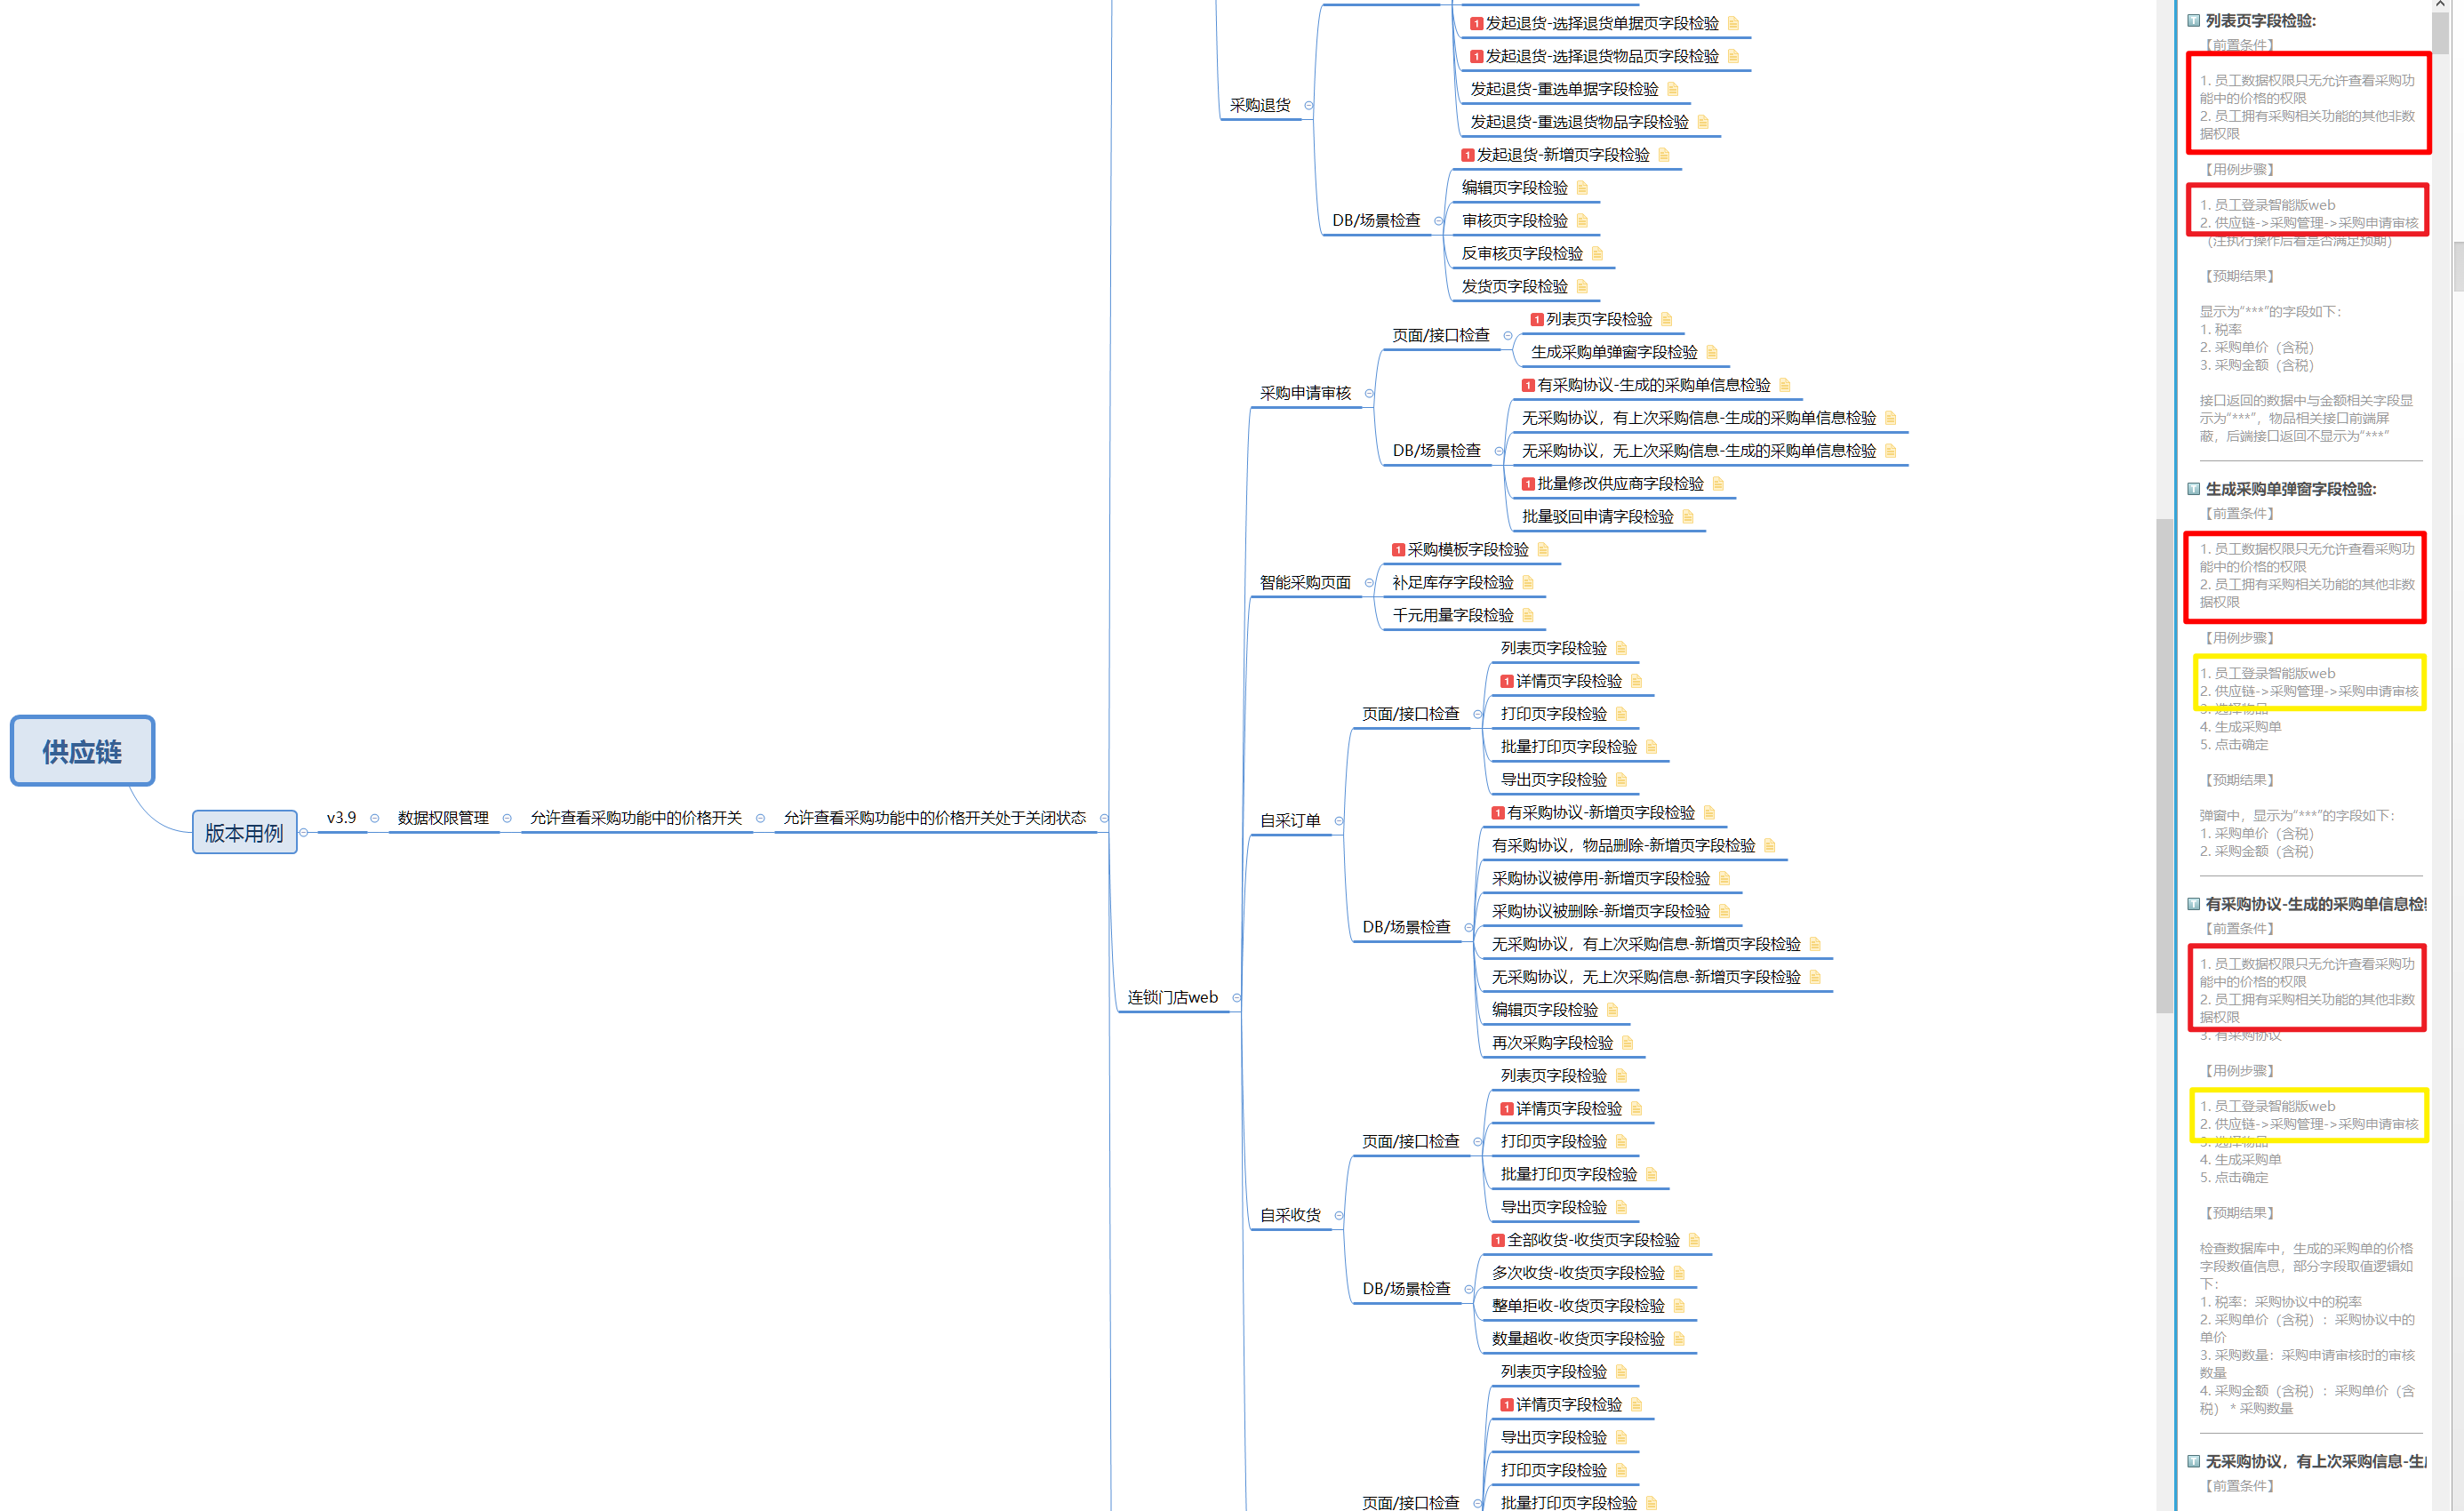 供应链
版本用例
v3.9
数据权限管理
允许查看采购功能中的价格开关
允许查看采购功能中的价格开关处于关闭状态
采购退货
1 发起退货-选择退货单据页字段检验
1 发起退货-选择退货物品页字段检验
发起退货-重选单据字段检验
发起退货-重选退货物品字段检验
DB/场景检查
1 发起退货-新增页字段检验
编辑页字段检验
审核页字段检验
反审核页字段检验
发货页字段检验
连锁门店web
采购申请审核
页面/接口检查
1 列表页字段检验
生成采购单弹窗字段检验
DB/场景检查
1 有采购协议-生成的采购单信息检验
无采购协议，有上次采购信息-生成的采购单信息检验
无采购协议，无上次采购信息-生成的采购单信息检验
1 批量修改供应商字段检验
批量驳回申请字段检验
智能采购页面
1 采购模板字段检验
补足库存字段检验
千元用量字段检验
自采订单
页面/接口检查
列表页字段检验
1 详情页字段检验
打印页字段检验
批量打印页字段检验
导出页字段检验
DB/场景检查
1 有采购协议-新增页字段检验
有采购协议，物品删除-新增页字段检验
采购协议被停用-新增页字段检验
采购协议被删除-新增页字段检验
无采购协议，有上次采购信息-新增页字段检验
无采购协议，无上次采购信息-新增页字段检验
编辑页字段检验
再次采购字段检验
自采收货
页面/接口检查
列表页字段检验
1 详情页字段检验
打印页字段检验
批量打印页字段检验
导出页字段检验
DB/场景检查
1 全部收货-收货页字段检验
多次收货-收货页字段检验
整单拒收-收货页字段检验
数量超收-收货页字段检验
页面/接口检查
列表页字段检验
1 详情页字段检验
导出页字段检验
打印页字段检验
批量打印页字段检验
列表页字段检验:
【前置条件】
1. 员工数据权限只无允许查看采购功
能中的价格的权限
2. 员工拥有采购相关功能的其他非数
据权限
【用例步骤】
1. 员工登录智能版web
2. 供应链->采购管理->采购申请审核
（注执行操作后看是否满足预期）
【预期结果】
显示为“***”的字段如下：
1. 税率
2. 采购单价（含税）
3. 采购金额（含税）
接口返回的数据中与金额相关字段显
示为“***”，物品相关接口前端屏
蔽，后端接口返回不显示为“***”
生成采购单弹窗字段检验:
【前置条件】
1. 员工数据权限只无允许查看采购功
能中的价格的权限
2. 员工拥有采购相关功能的其他非数
据权限
【用例步骤】
1. 员工登录智能版web
2. 供应链->采购管理->采购申请审核
3. 选择物品
4. 生成采购单
5. 点击确定
【预期结果】
弹窗中，显示为“***”的字段如下：
1. 采购单价（含税）
2. 采购金额（含税）
有采购协议-生成的采购单信息检
【前置条件】
1. 员工数据权限只无允许查看采购功
能中的价格的权限
2. 员工拥有采购相关功能的其他非数
据权限
3. 有采购协议
【用例步骤】
1. 员工登录智能版web
2. 供应链->采购管理->采购申请审核
3. 选择物品
4. 生成采购单
5. 点击确定
【预期结果】
检查数据库中，生成的采购单的价格
字段数值信息，部分字段取值逻辑如
下：
1. 税率：采购协议中的税率
2. 采购单价（含税）：采购协议中的
单价
3. 采购数量：采购申请审核时的审核
数量
4. 采购金额（含税）：采购单价（含
税） * 采购数量
无采购协议，有上次采购信息-生
【前置条件】